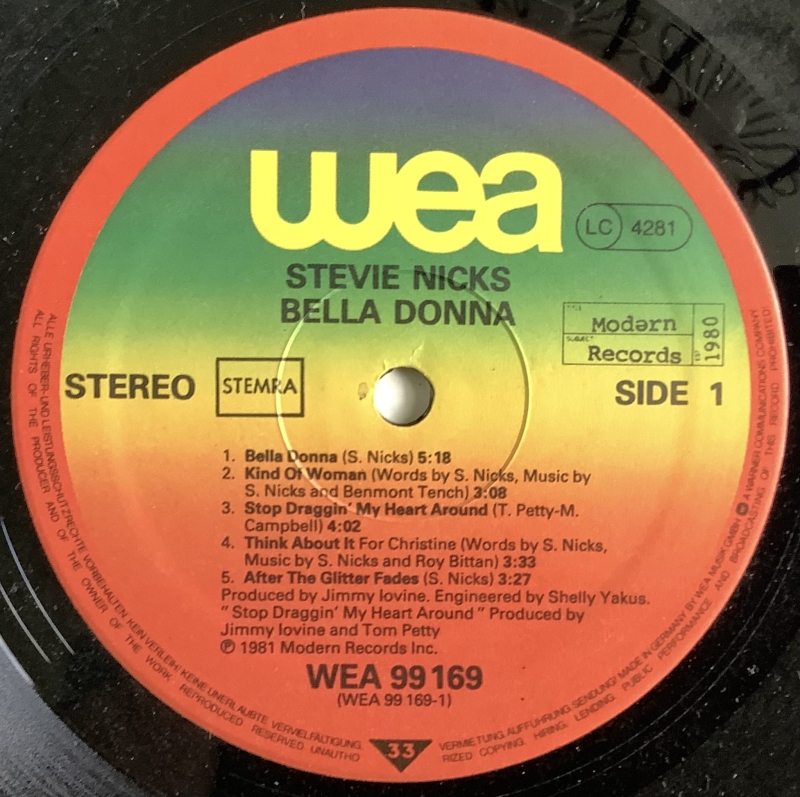 wea
LC 4281
STEVIE NICKS
BELLA DONNA
Modərn
Records
1980
STEREO
STEMRA
SIDE 1
1. Bella Donna (S. Nicks) 5:18
2. Kind Of Woman (Words by S. Nicks, Music by
S. Nicks and Benmont Tench) 3:08
3. Stop Draggin' My Heart Around (T. Petty-M.
Campbell) 4:02
4. Think About It For Christine (Words by S. Nicks,
Music by S. Nicks and Roy Bittan) 3:33
5. After The Glitter Fades (S. Nicks) 3:27
Produced by Jimmy Iovine. Engineered by Shelly Yakus.
"Stop Draggin' My Heart Around" Produced by
Jimmy Iovine and Tom Petty
℗ 1981 Modern Records Inc.
WEA 99 169
(WEA 99 169-1)
33
ALLE URHEBER- UND LEISTUNGSSCHUTZRECHTE VORBEHALTEN. KEIN VERLEIH! KEINE UNERLAUBTE VERVIELFÄLTIGUNG,
VERMIETUNG, AUFFÜHRUNG, SENDUNG! MADE IN GERMANY BY WEA MUSIK GMBH A WARNER COMMUNICATIONS COMPANY
ALL RIGHTS OF THE PRODUCER AND OF THE OWNER OF THE WORK REPRODUCED RESERVED UNAUTHO
RIZED COPYING, HIRING, LENDING PUBLIC PERFORMANCE AND BROADCASTING OF THIS RECORD PROHIBITED!